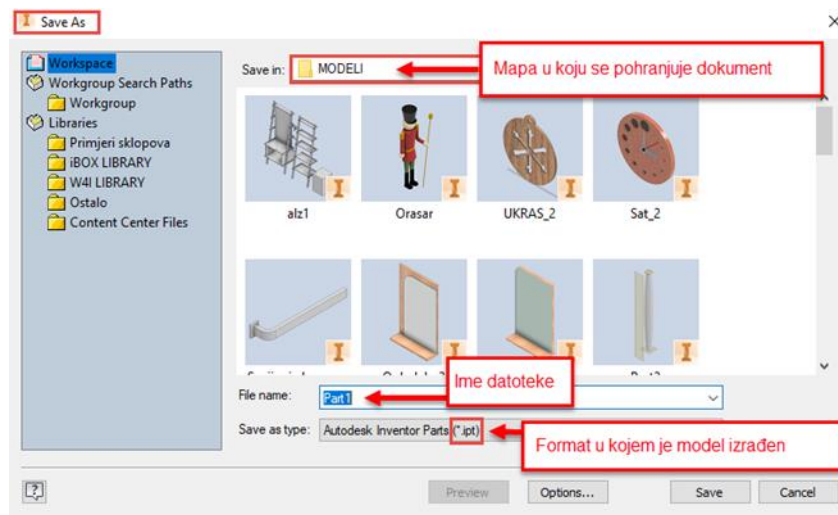 Save As
Workspace
Workgroup Search Paths
Workgroup
Libraries
Primjeri sklopova
iBOX LIBRARY
W4I LIBRARY
Ostalo
Content Center Files
Save in: MODELI
Mapa u koju se pohranjuje dokument
alz1 Orasar UKRAS_2 Sat_2
Ime datoteke
File name: Part1
Save as type: Autodesk Inventor Parts (*.ipt)
Format u kojem je model izrađen
Preview Options... Save Cancel